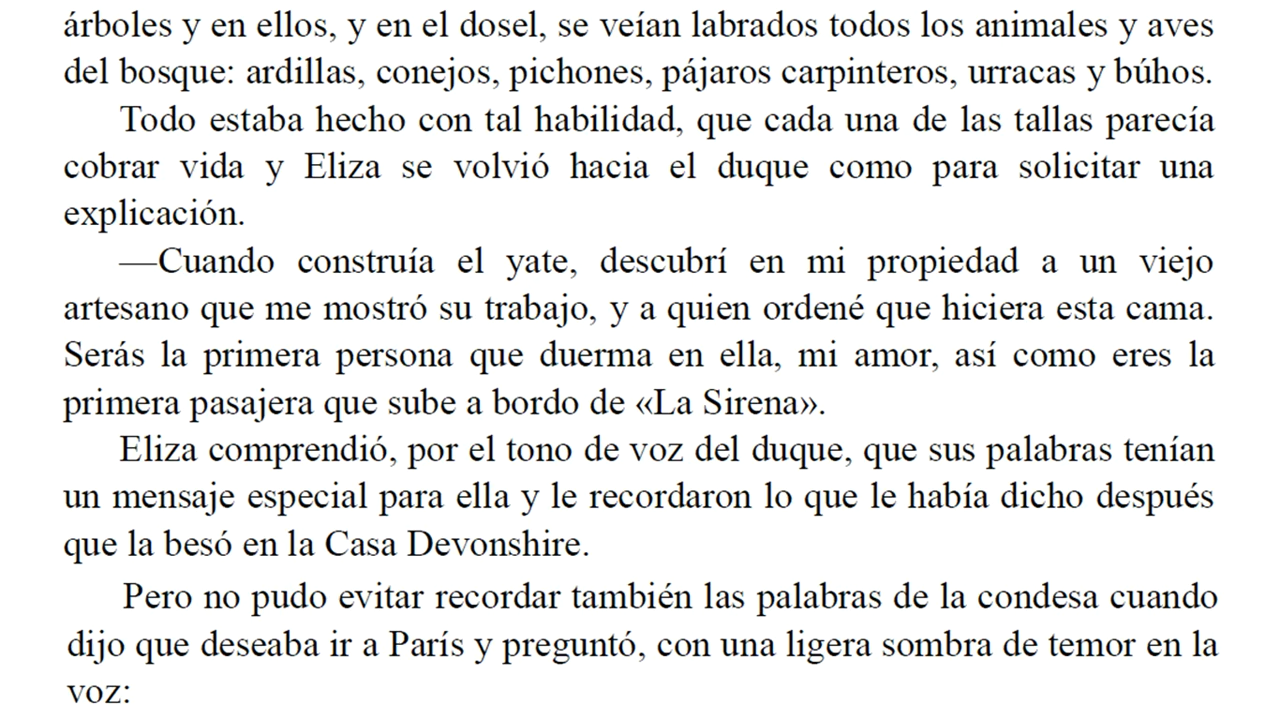 árboles y en ellos, y en el dosel, se veían labrados todos los animales y aves
del bosque: ardillas, conejos, pichones, pájaros carpinteros, urracas y búhos.
Todo estaba hecho con tal habilidad, que cada una de las tallas parecía
cobrar vida y Eliza se volvió hacia el duque como para solicitar una
explicación.
—Cuando construía el yate, descubrí en mi propiedad a un viejo
artesano que me mostró su trabajo, y a quien ordené que hiciera esta cama.
Serás la primera persona que duerma en ella, mi amor, así como eres la
primera pasajera que sube a bordo de «La Sirena».
Eliza comprendió, por el tono de voz del duque, que sus palabras tenían
un mensaje especial para ella y le recordaron lo que le había dicho después
que la besó en la Casa Devonshire.
Pero no pudo evitar recordar también las palabras de la condesa cuando
dijo que deseaba ir a París y preguntó, con una ligera sombra de temor en la
voz: